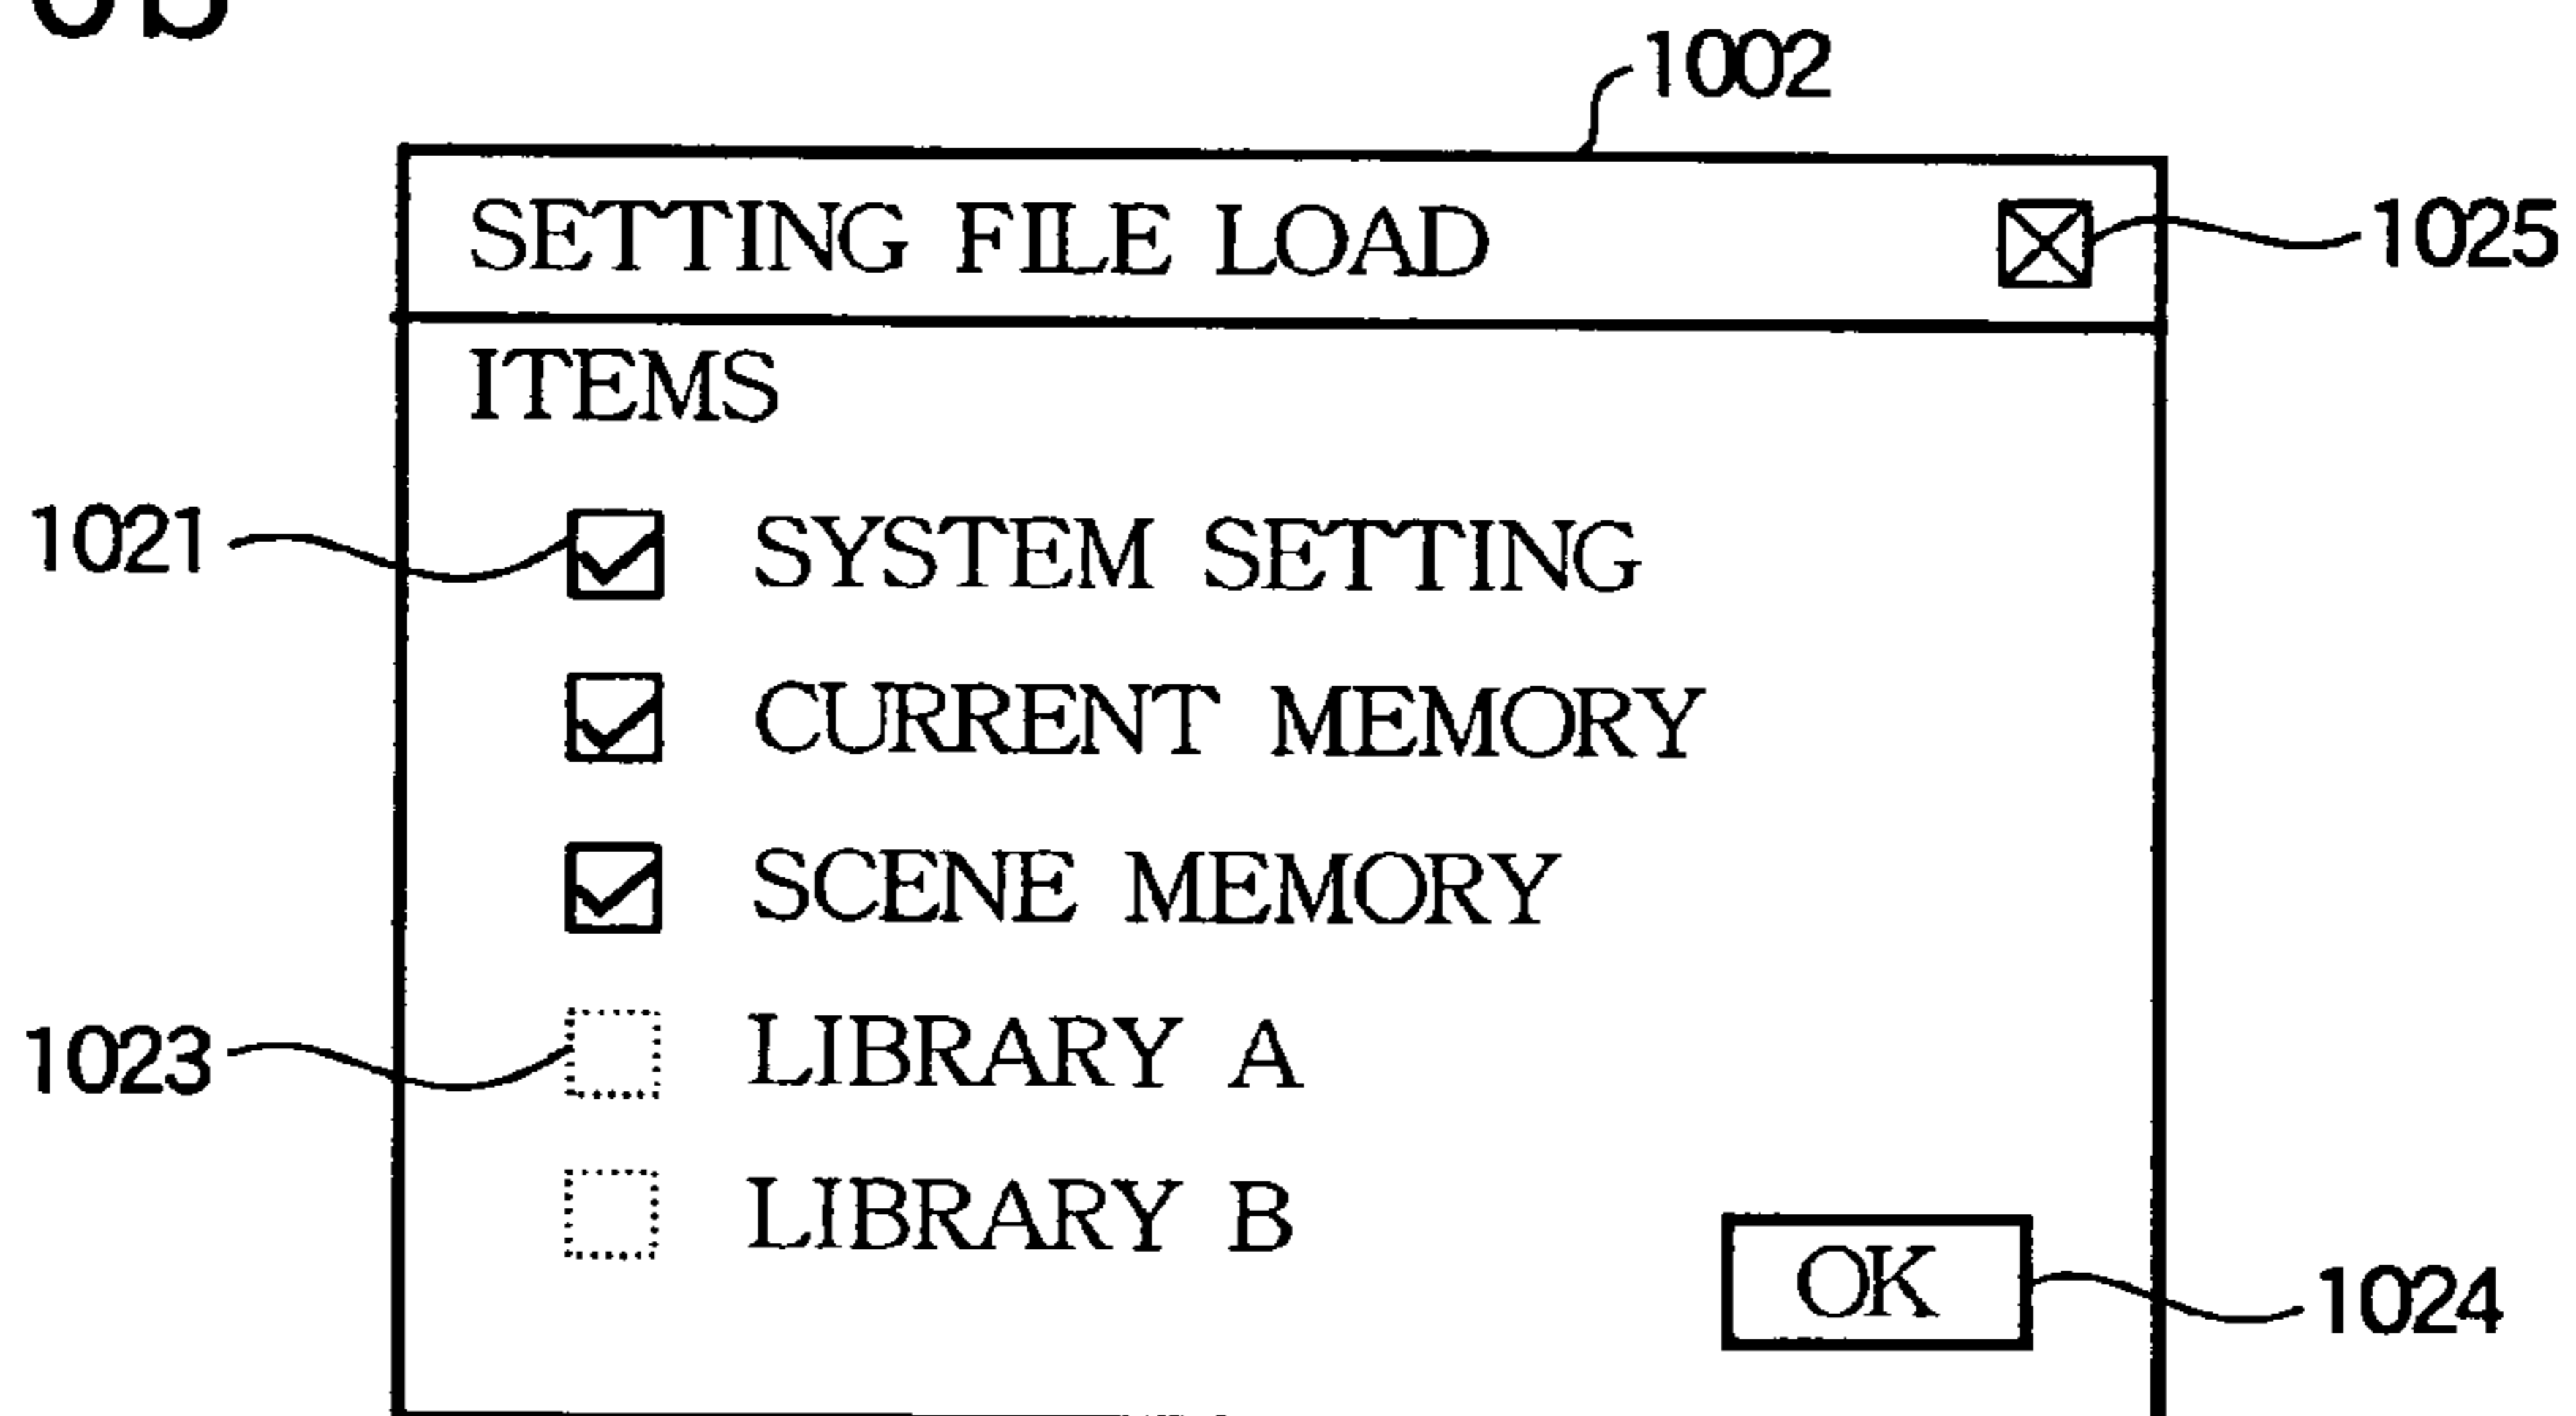 1002
SETTING FILE LOAD
1025
ITEMS
1021
SYSTEM SETTING
CURRENT MEMORY
SCENE MEMORY
1023
LIBRARY A
LIBRARY B
OK
1024